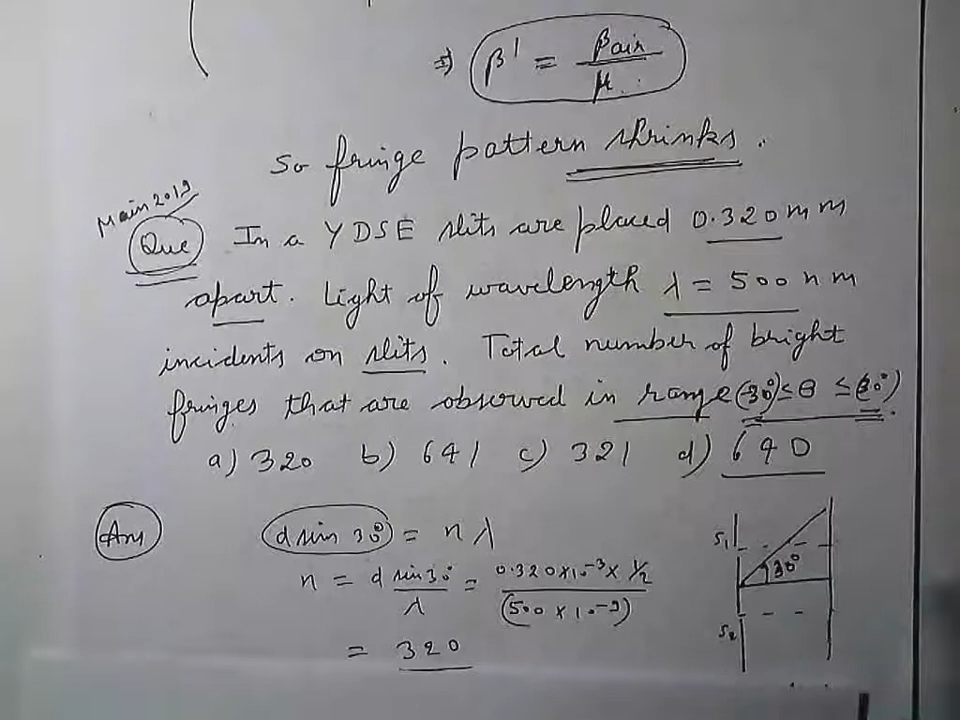 ⇒ β' = βair / μ
So fringe pattern shrinks.
Main 2019
Que In a YDSE slits are placed 0.320 mm
apart. Light of wavelength λ = 500 nm
incidents on slits. Total number of bright
fringes that are observed in range (-30°) ≤ θ ≤ (30°).
a) 320 b) 641 c) 321 d) 640
Ans d sin 30° = nλ
n = d sin 30° / λ = 0.320 × 10⁻³ × 1/2 / (500 × 10⁻⁹)
= 320
S₁
30°
S₂